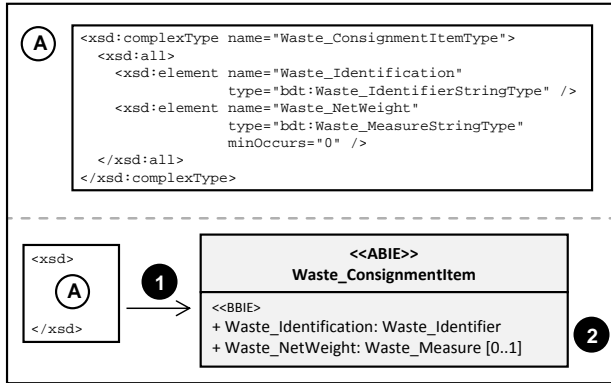 A
<xsd:complexType name="Waste_ConsignmentItemType">
<xsd:all>
<xsd:element name="Waste_Identification"
type="bdt:Waste_IdentifierStringType" />
<xsd:element name="Waste_NetWeight"
type="bdt:Waste_MeasureStringType"
minOccurs="0" />
</xsd:all>
</xsd:complexType>
<xsd>
A
</xsd>
1
<<ABIE>>
Waste_ConsignmentItem
<<BBIE>
+ Waste_Identification: Waste_Identifier
+ Waste_NetWeight: Waste_Measure [0..1]
2